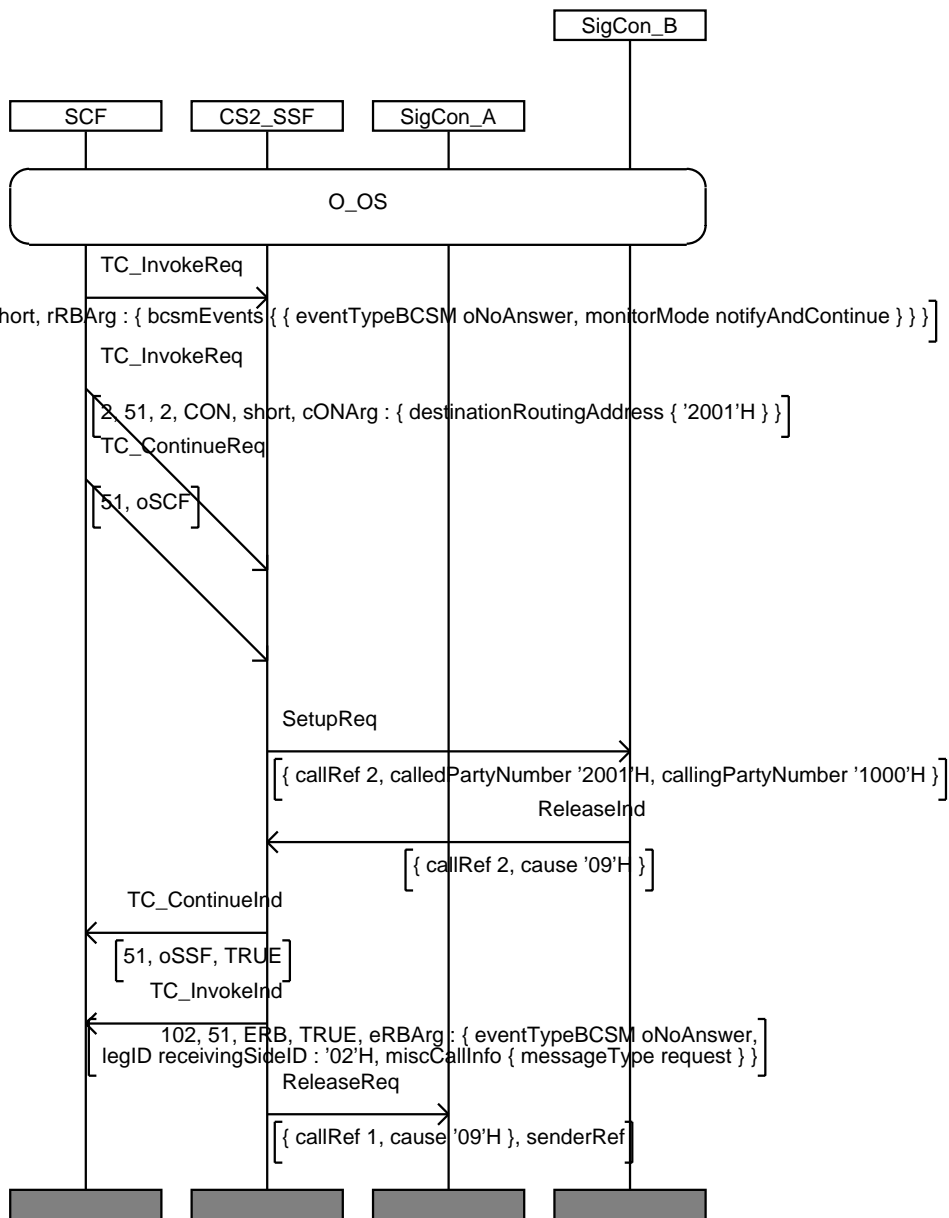 SigCon_B
SCF
CS2_SSF
SigCon_A
O_OS
TC_InvokeReq
hort, rRBArg : { bcsmEvents { { eventTypeBCSM oNoAnswer, monitorMode notifyAndContinue } } }
TC_InvokeReq
2, 51, 2, CON, short, cONArg : { destinationRoutingAddress { '2001'H } }
TC_ContinueReq
51, oSCF
SetupReq
{ callRef 2, calledPartyNumber '2001'H, callingPartyNumber '1000'H }
ReleaseInd
{ callRef 2, cause '09'H }
TC_ContinueInd
51, oSSF, TRUE
TC_InvokeInd
102, 51, ERB, TRUE, eRBArg : { eventTypeBCSM oNoAnswer,
legID receivingSideID : '02'H, miscCallInfo { messageType request } }
ReleaseReq
{ callRef 1, cause '09'H }, senderRef